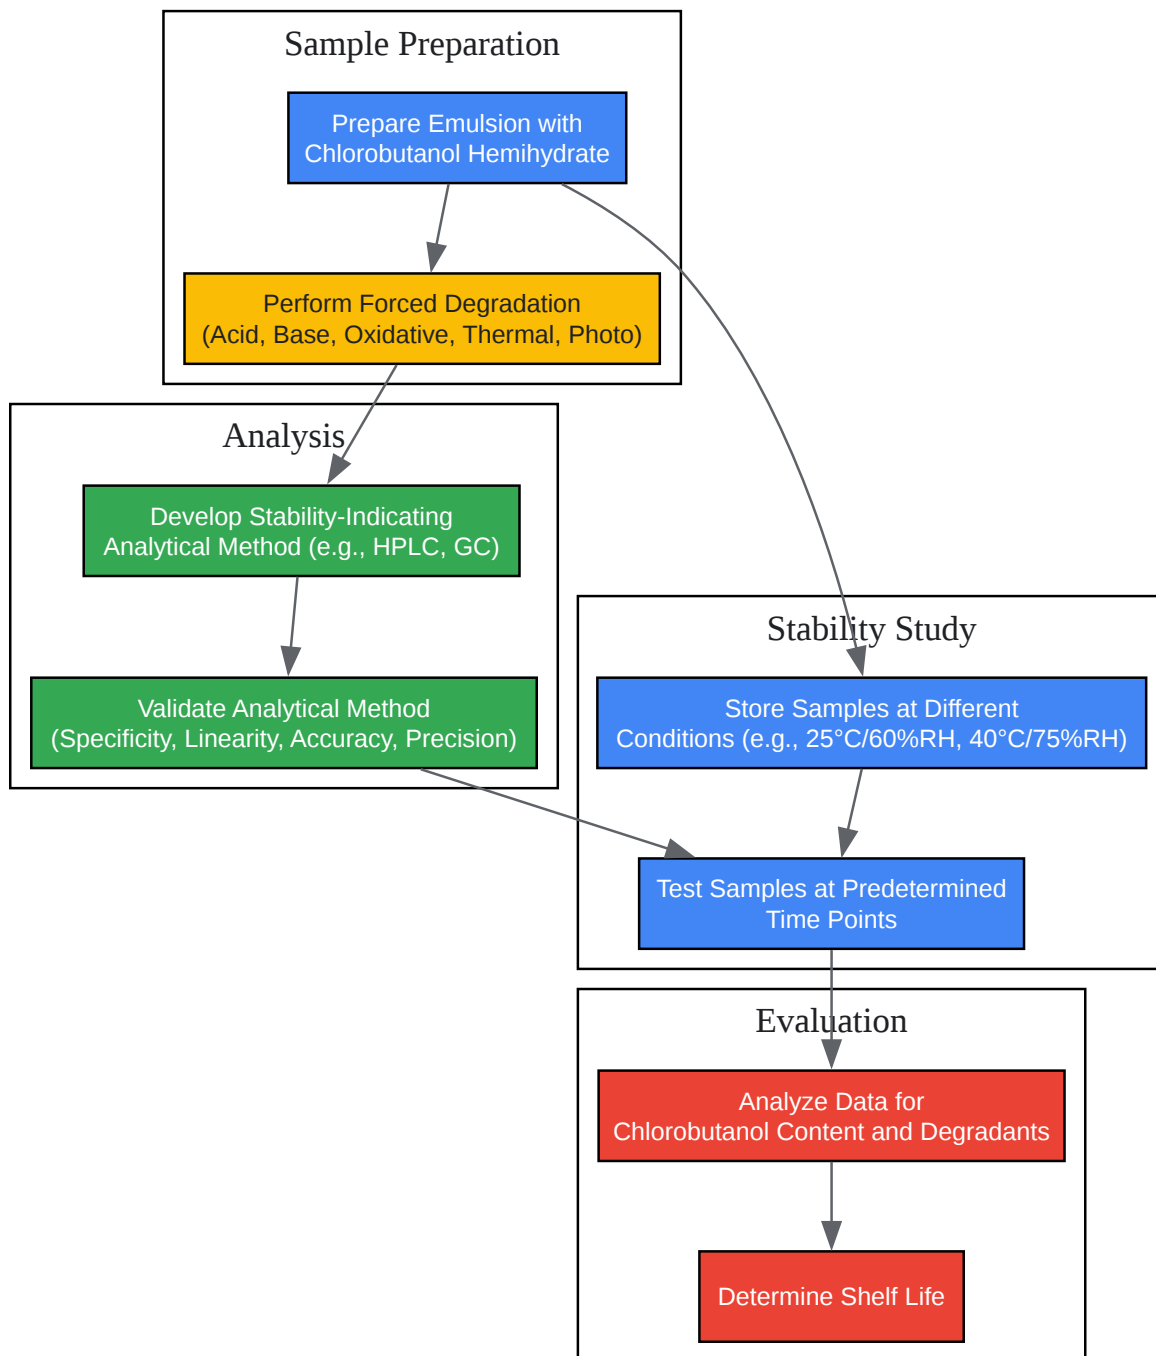 Sample Preparation
Prepare Emulsion with
Chlorobutanol Hemihydrate
Perform Forced Degradation
(Acid, Base, Oxidative, Thermal, Photo)
Analysis
Develop Stability-Indicating
Analytical Method (e.g., HPLC, GC)
Validate Analytical Method
(Specificity, Linearity, Accuracy, Precision)
Stability Study
Store Samples at Different
Conditions (e.g., 25°C/60%RH, 40°C/75%RH)
Test Samples at Predetermined
Time Points
Evaluation
Analyze Data for
Chlorobutanol Content and Degradants
Determine Shelf Life